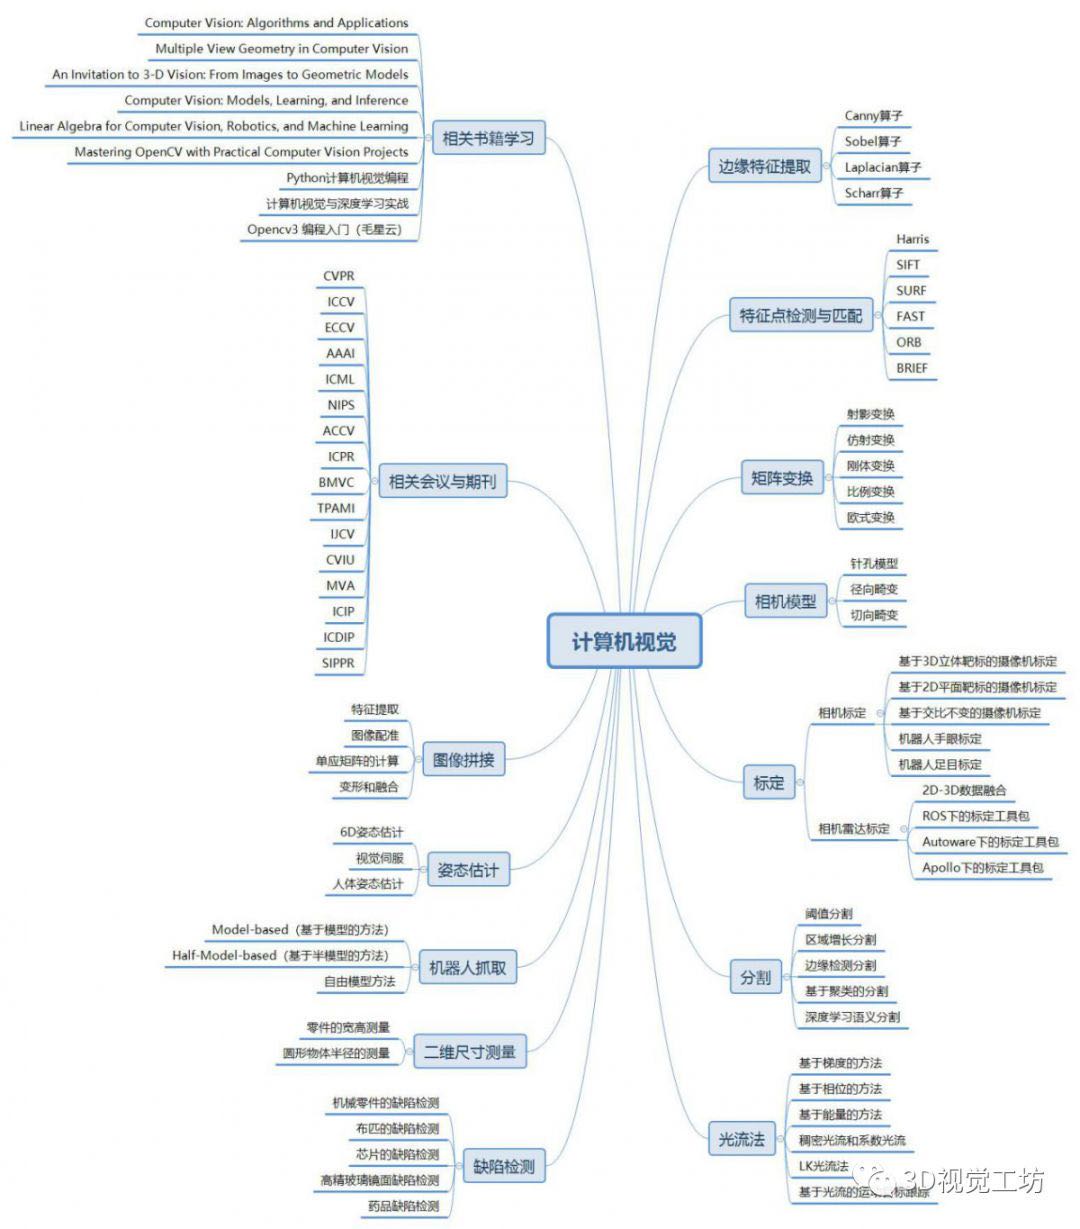 Computer Vision: Algorithms and Applications
Multiple View Geometry in Computer Vision
An Invitation to 3-D Vision: From Images to Geometric Models
Computer Vision: Models, Learning, and Inference
Linear Algebra for Computer Vision, Robotics, and Machine Learning
Mastering OpenCV with Practical Computer Vision Projects
Python计算机视觉编程
计算机视觉与深度学习实战
Opencv3 编程入门（毛星云）
相关书籍学习
CVPR
ICCV
ECCV
AAAI
ICML
NIPS
ACCV
ICPR
BMVC
TPAMI
IJCV
CVIU
MVA
ICIP
ICDIP
SIPPR
相关会议与期刊
特征提取
图像配准
单应矩阵的计算
变形和融合
图像拼接
6D姿态估计
视觉伺服
人体姿态估计
姿态估计
Model-based（基于模型的方法）
Half-Model-based（基于半模型的方法）
自由模型方法
机器人抓取
零件的宽高测量
圆形物体半径的测量
二维尺寸测量
机械零件的缺陷检测
布匹的缺陷检测
芯片的缺陷检测
高精玻璃镜面缺陷检测
药品缺陷检测
缺陷检测
计算机视觉
边缘特征提取
Canny算子
Sobel算子
Laplacian算子
Scharr算子
特征点检测与匹配
Harris
SIFT
SURF
FAST
ORB
BRIEF
矩阵变换
射影变换
仿射变换
刚体变换
比例变换
欧式变换
相机模型
针孔模型
径向畸变
切向畸变
标定
相机标定
基于3D立体靶标的摄像机标定
基于2D平面靶标的摄像机标定
基于交比不变的摄像机标定
机器人手眼标定
机器人足目标定
相机雷达标定
2D-3D数据融合
ROS下的标定工具包
Autoware下的标定工具包
Apollo下的标定工具包
分割
阈值分割
区域增长分割
边缘检测分割
基于聚类的分割
深度学习语义分割
光流法
基于梯度的方法
基于相位的方法
基于能量的方法
稠密光流和系数光流
LK光流法
基于光流的运动目标跟踪
3D视觉工坊